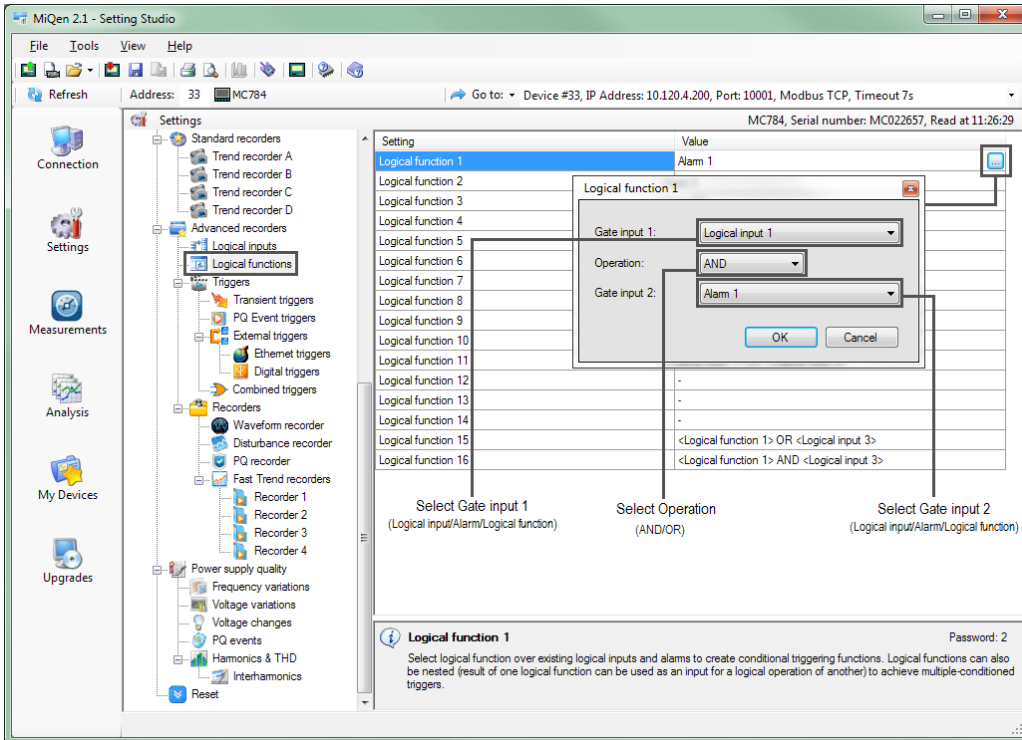 MiQen 2.1 - Setting Studio
File Tools View Help
Refresh
Address: 33 MC784
Go to: Device #33, IP Address: 10.120.4.200, Port: 10001, Modbus TCP, Timeout 7s
Settings
MC784, Serial number: MC022657, Read at 11:26:29
Connection
Settings
Measurements
Analysis
My Devices
Upgrades
Standard recorders
Trend recorder A
Trend recorder B
Trend recorder C
Trend recorder D
Advanced recorders
Logical inputs
Logical functions
Triggers
Transient triggers
PQ Event triggers
External triggers
Ethernet triggers
Digital triggers
Combined triggers
Recorders
Waveform recorder
Disturbance recorder
PQ recorder
Fast Trend recorders
Recorder 1
Recorder 2
Recorder 3
Recorder 4
Power supply quality
Frequency variations
Voltage variations
Voltage changes
PQ events
Harmonics & THD
Interharmonics
Reset
Setting Value
Logical function 1 Alarm 1 ...
Logical function 2
Logical function 3
Logical function 4
Logical function 5
Logical function 6
Logical function 7
Logical function 8
Logical function 9
Logical function 10
Logical function 11
Logical function 12 -
Logical function 13 -
Logical function 14 -
Logical function 15 <Logical function 1> OR <Logical input 3>
Logical function 16 <Logical function 1> AND <Logical input 3>
Logical function 1
Gate input 1: Logical input 1
Operation: AND
Gate input 2: Alarm 1
OK Cancel
Select Gate input 1
(Logical input/Alarm/Logical function)
Select Operation
(AND/OR)
Select Gate input 2
(Logical input/Alarm/Logical function)
Logical function 1 Password: 2
Select logical function over existing logical inputs and alarms to create conditional triggering functions. Logical functions can also
be nested (result of one logical function can be used as an input for a logical operation of another) to achieve multiple-conditioned
triggers.